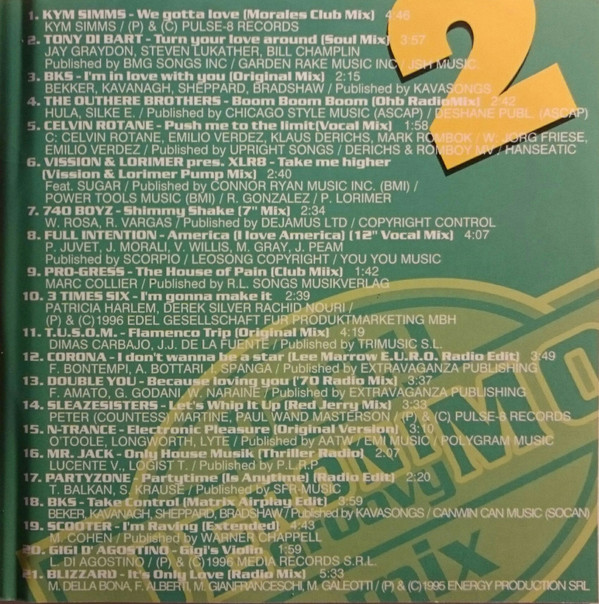 2
1. KYM SIMMS - We gotta love (Morales Club Mix) 4:46
KYM SIMMS / (P) & (C) PULSE-8 RECORDS
2. TONY DI BART - Turn your love around (Soul Mix) 3:57
JAY GRAYDON, STEVEN LUKATHER, BILL CHAMPLIN
Published by BMG SONGS INC / GARDEN RAKE MUSIC INC / JSH MUSIC.
3. BKS - I'm in love with you (Original Mix) 2:15
BEKKER, KAVANAGH, SHEPPARD, BRADSHAW / Published by KAVASONGS
4. THE OUTHERE BROTHERS - Boom Boom Boom (Ohb RadioMix) 2:42
HULA, SILKE E. / Published by CHICAGO STYLE MUSIC (ASCAP) / DESHANE PUBL. (ASCAP)
5. CELVIN ROTANE - Push me to the limit(Vocal Mix) 1:58
C: CELVIN ROTANE, EMILIO VERDEZ, KLAUS DERICHS, MARK ROMBOK / W: JORG FRIESE,
EMILIO VERDEZ / Published by UPRIGHT SONGS / DERICHS & ROMBOY MV / HANSEATIC
6. VISSION & LORIMER pres. XLR8 - Take me higher
(Vission & Lorimer Pump Mix) 2:40
Feat. SUGAR / Published by CONNOR RYAN MUSIC INC. (BMI) /
POWER TOOLS MUSIC (BMI) / R. GONZALEZ / P. LORIMER
7. 740 BOYZ - Shimmy Shake (7" Mix) 2:34
W. ROSA, R. VARGAS / Published by DEJAMUS LTD / COPYRIGHT CONTROL
8. FULL INTENTION - America (I love America) (12" Vocal Mix) 4:07
P. JUVET, J. MORALI, V. WILLIS, M. GRAY, J. PEAM
Published by SCORPIO / LEOSONG COPYRIGHT / YOU YOU MUSIC
9. PRO-GRESS - The House of Pain (Club Miix) 1:42
MARC COLLIER / Published by R.L. SONGS MUSIKVERLAG
10. 3 TIMES SIX - I'm gonna make it 2:39
PATRICIA HARLEM, DEREK SILVER RACHID NOURI /
(P) & (C)1996 EDEL GESELLSCHAFT FUR PRODUKTMARKETING MBH
11. T.U.S.O.M. - Flamenco Trip (Original Mix) 4:19
DIMAS CARBAJO, J.J. DE LA FUENTE / Published by TRIMUSIC S.L.
12. CORONA - I don't wanna be a star (Lee Marrow E.U.R.O. Radio Edit) 3:49
F. BONTEMPI, A. BOTTARI, I. SPANGA / Published by EXTRAVAGANZA PUBLISHING
13. DOUBLE YOU - Because loving you ('70 Radio Mix) 3:37
F. AMATO, G. GODANI, A. NARAINE / Published by EXTRAVAGANZA PUBLISHING
14. SLEAZESISTERS - Let's Whip It Up (Red Jerry Mix) 3:33
PETER (COUNTESS) MARTINE, PAUL WAND MASTERSON (P) & (C) PULSE-8 RECORDS
15. N-TRANCE - Electronic Pleasure (Original Version) 3:10
O'TOOLE, LONGWORTH, LYTE / Published by AATW / EMI MUSIC / POLYGRAM MUSIC
16. MR. JACK - Only House Musik (Thriller Radio) 2:07
LUCENTE V., LOGIST T. / Published by P.L.R.P.
17. PARTYZONE - Partytime (Is Anytime) (Radio Edit) 2:20
T. BALKAN, S. KRAUSE / Published by SFR-MUSIC
18. BKS - Take Control (Matrix Airplay Edit) 3:59
BEKER, KAVANAGH, SHEPPARD, BRADSHAW / Published by KAVASONGS / CANWIN CAN MUSIC (SOCAN)
19. SCOOTER - I'm Raving (Extended) 4:43
M. COHEN / Published by WARNER CHAPPELL
20. GIGI D' AGOSTINO - Gigi's Violin 1:59
L. DI AGOSTINO / (P) & (C)1996 MEDIA RECORDS S.R.L.
21. BLIZZARD - It's Only Love (Radio Mix) 5:33
M. DELLA BONA, F. ALBERTI, M. GIANFRANCESCHI, M. GALEOTTI / (P) & (C)1995 ENERGY PRODUCTION SRL
mix